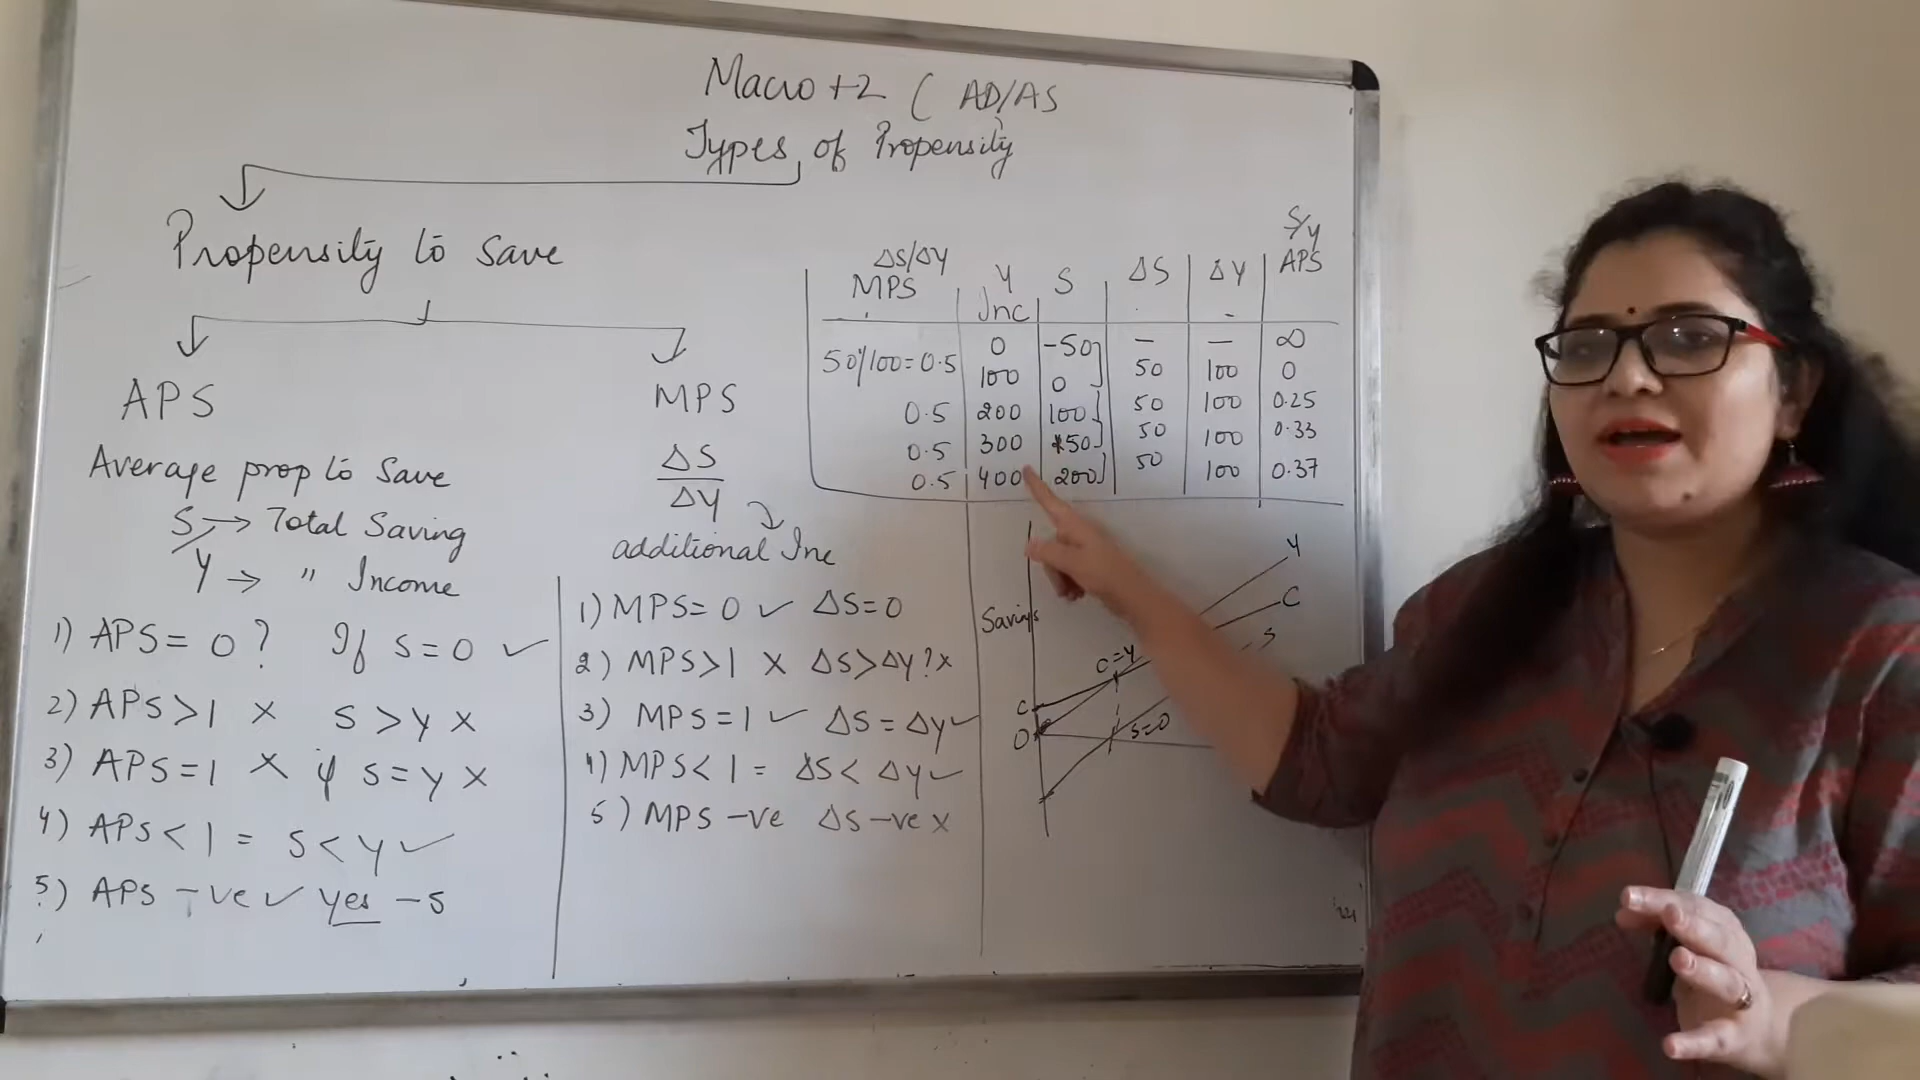 Macro +2 ( AD/AS
Types of Propensity
Propensity to Save
APS
Average prop to Save
S → Total Saving
Y → " Income
1) APS = 0 ? If S = 0 ✓
2) APS > 1 × S > Y ×
3) APS = 1 × if S = Y ×
4) APS < 1 = S < Y ✓
5) APS -ve ✓ Yes -S
MPS
ΔS
ΔY
additional Inc
1) MPS = 0 ✓ ΔS = 0
2) MPS > 1 × ΔS > ΔY ? ×
3) MPS = 1 ✓ ΔS = ΔY ✓
4) MPS < 1 = ΔS < ΔY ✓
5) MPS -ve ΔS -ve ×
ΔS/ΔY Y S ΔS ΔY S/Y
MPS Inc APS
0 -50 — — ∞
50/100 = 0.5 100 0 50 100 0
0.5 200 100 50 100 0.25
0.5 300 150 50 100 0.33
0.5 400 200 50 100 0.37
Savings
Y
C
S
C = Y
C
O
S = 0